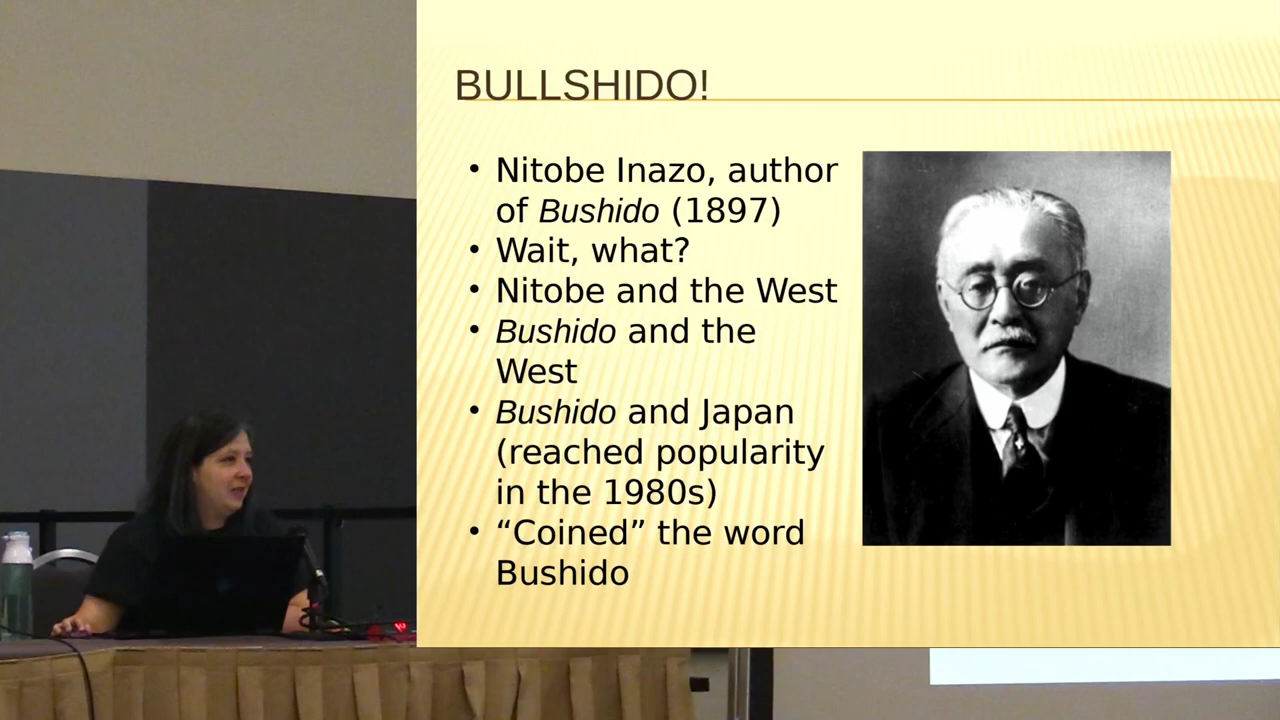 BULLSHIDO!
• Nitobe Inazo, author
of Bushido (1897)
• Wait, what?
• Nitobe and the West
• Bushido and the
West
• Bushido and Japan
(reached popularity
in the 1980s)
• “Coined” the word
Bushido